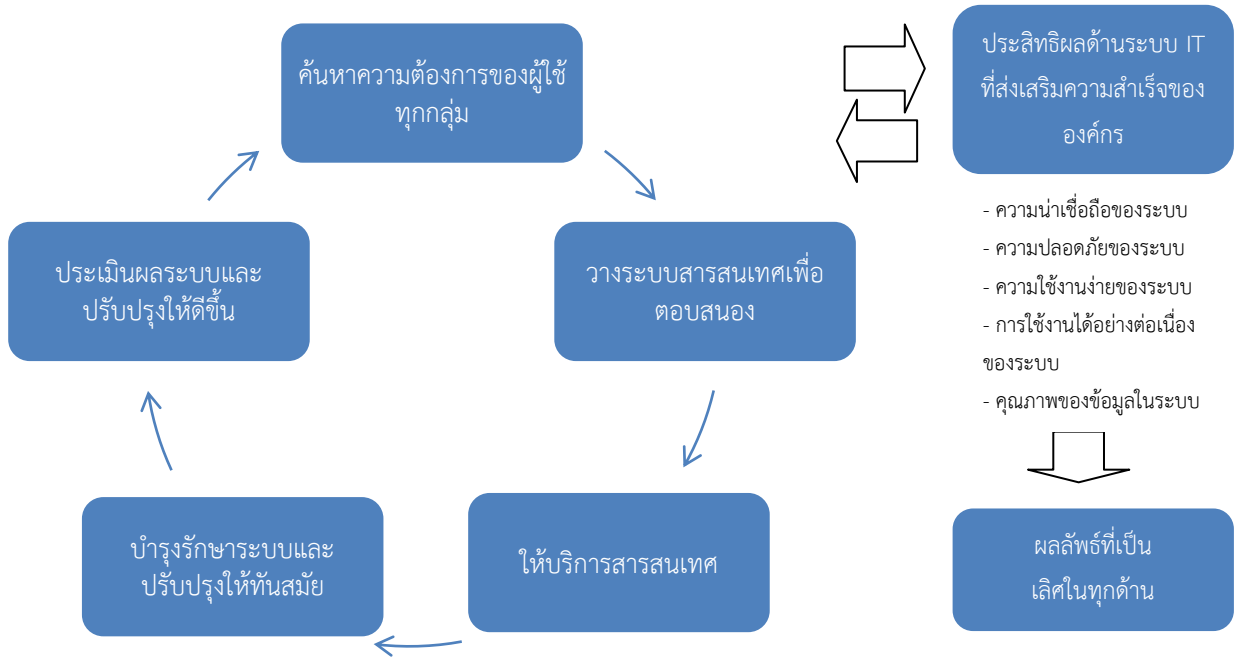 ค้นหาความต้องการของผู้ใช้
ทุกกลุ่ม
วางระบบสารสนเทศเพื่อ
ตอบสนอง
ให้บริการสารสนเทศ
บำรุงรักษาระบบและ
ปรับปรุงให้ทันสมัย
ประเมินผลระบบและ
ปรับปรุงให้ดีขึ้น
ประสิทธิผลด้านระบบ IT
ที่ส่งเสริมความสำเร็จของ
องค์กร
- ความน่าเชื่อถือของระบบ
- ความปลอดภัยของระบบ
- ความใช้งานง่ายของระบบ
- การใช้งานได้อย่างต่อเนื่อง
ของระบบ
- คุณภาพของข้อมูลในระบบ
ผลลัพธ์ที่เป็น
เลิศในทุกด้าน